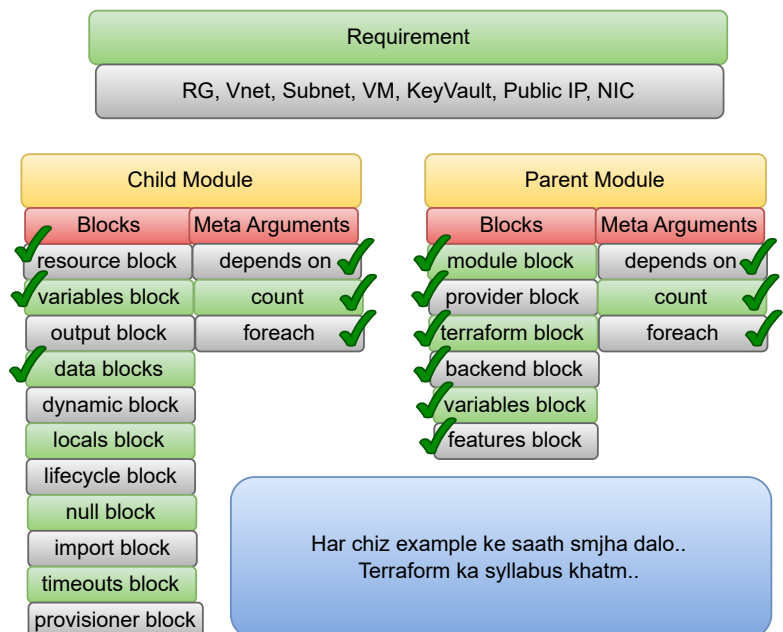 Requirement
RG, Vnet, Subnet, VM, KeyVault, Public IP, NIC
Child Module
Blocks
Meta Arguments
resource block
depends on
variables block
count
output block
foreach
data blocks
dynamic block
locals block
lifecycle block
null block
import block
timeouts block
provisioner block
Parent Module
Blocks
Meta Arguments
module block
depends on
provider block
count
terraform block
foreach
backend block
variables block
features block
Har chiz example ke saath smjha dalo..
Terraform ka syllabus khatm..